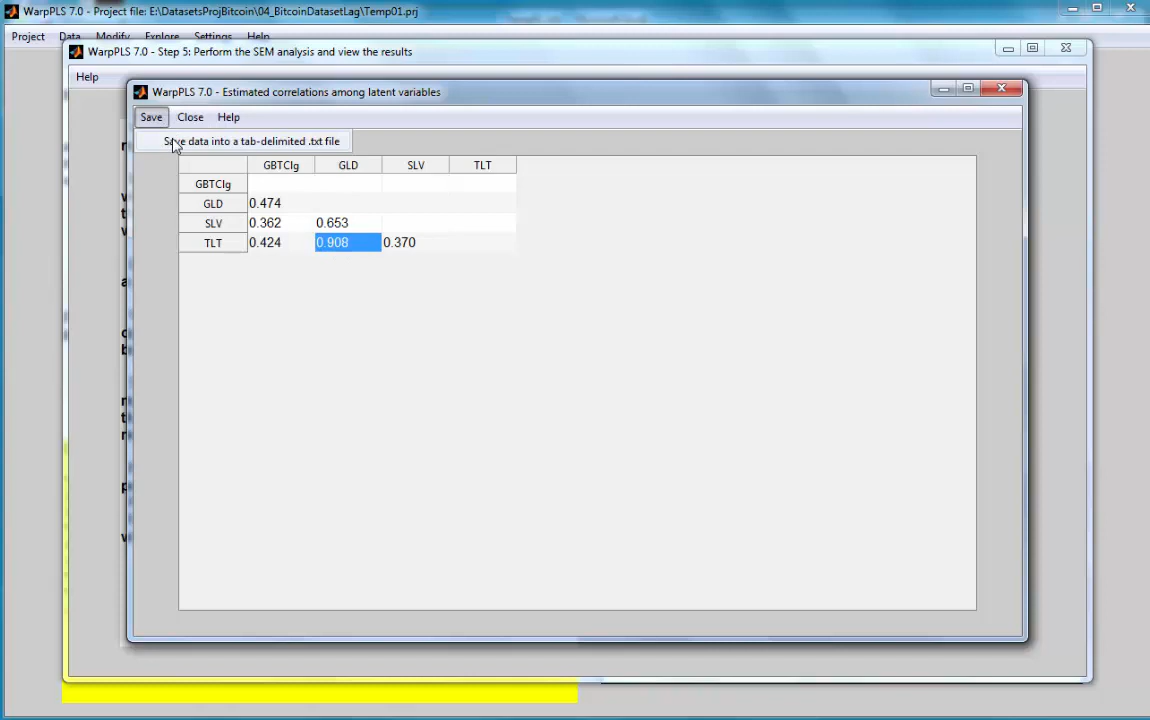 WarpPLS 7.0 - Project file: E:\DatasetsProjBitcoin\04_BitcoinDatasetLag\Temp01.prj
Project Data Modify Explore Settings Help
WarpPLS 7.0 - Step 5: Perform the SEM analysis and view the results
Help
WarpPLS 7.0 - Estimated correlations among latent variables
Save Close Help
Save data into a tab-delimited .txt file
GBTClg GLD SLV TLT
GBTClg
GLD 0.474
SLV 0.362 0.653
TLT 0.424 0.908 0.370